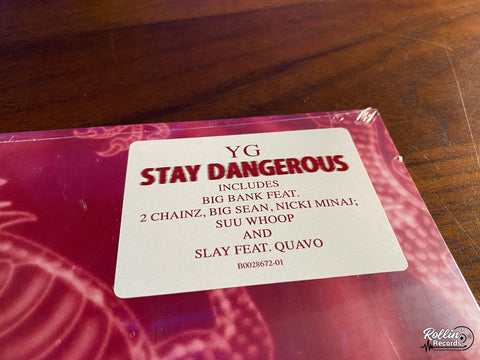 YG
STAY DANGEROUS
INCLUDES
BIG BANK FEAT.
2 CHAINZ, BIG SEAN, NICKI MINAJ;
SUU WHOOP
AND
SLAY FEAT. QUAVO
B0028672-01
Rollin'
Records